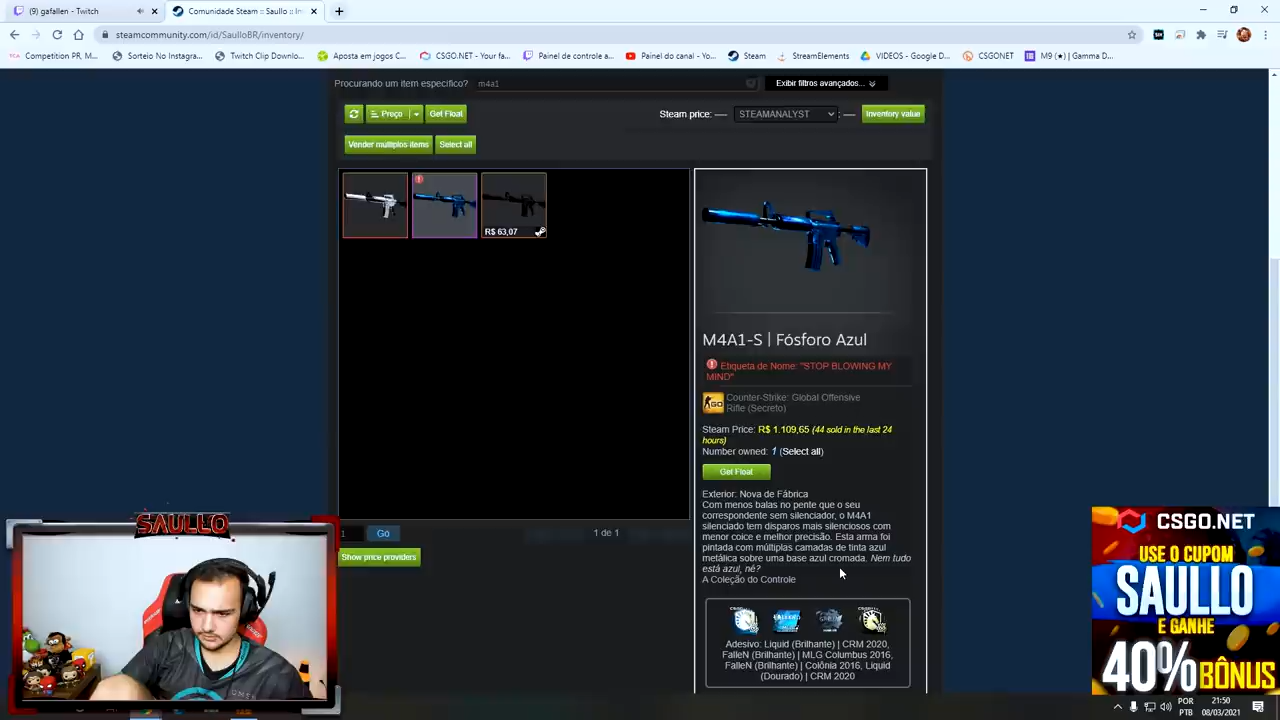 (9) gafallen - Twitch
Comunidade Steam :: Saullo :: In
steamcommunity.com/id/SaulloBR/inventory/
Competition PR, M...
Sorteio No Instagra...
Twitch Clip Downlo...
Aposta em jogos C...
CSGO.NET - Your fa...
Painel de controle a...
Painel do canal - Yo...
Steam
StreamElements
VIDEOS - Google D...
CSGONET
M9 (★) | Gamma D...
Procurando um item específico?
m4a1
Exibir filtros avançados...
Preço
Get Float
Steam price: —
STEAMANALYST
: —
Inventory value
Vender multiplos items
Select all
R$ 63,07
M4A1-S | Fósforo Azul
Etiqueta de Nome: "STOP BLOWING MY
MIND"
Counter-Strike: Global Offensive
Rifle (Secreto)
Steam Price: R$ 1.109,65 (44 sold in the last 24
hours)
Number owned: 1 (Select all)
Get Float
Exterior: Nova de Fábrica
Com menos balas no pente que o seu
correspondente sem silenciador, o M4A1
silenciado tem disparos mais silenciosos com
menor coice e melhor precisão. Esta arma foi
pintada com múltiplas camadas de tinta azul
metálica sobre uma base azul cromada. Nem tudo
está azul, né?
A Coleção do Controle
Adesivo: Liquid (Brilhante) | CRM 2020,
FalleN (Brilhante) | MLG Columbus 2016,
FalleN (Brilhante) | Colônia 2016, Liquid
(Dourado) | CRM 2020
1
Go
1 de 1
Show price providers
SAULLO
CSGO.NET
USE O CUPOM
SAULLO
E GANHE
40% BÔNUS
POR
PTB
21:50
08/03/2021